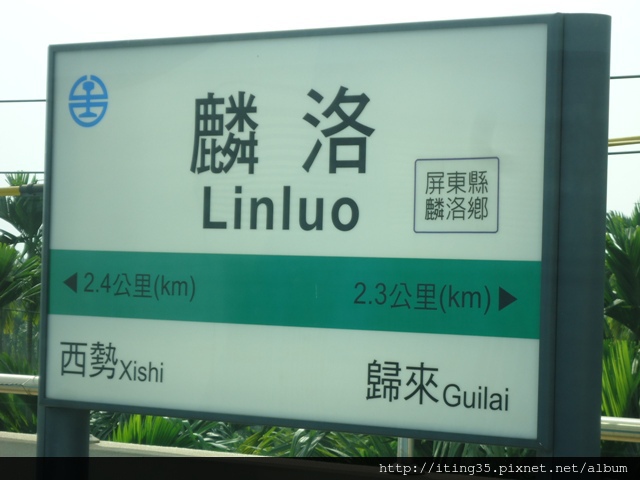 麟洛
Linluo
屏東縣
麟洛鄉
◀ 2.4公里(km)
2.3公里(km) ▶
西勢Xishi
歸來Guilai
http://iting35.pixnet.net/album